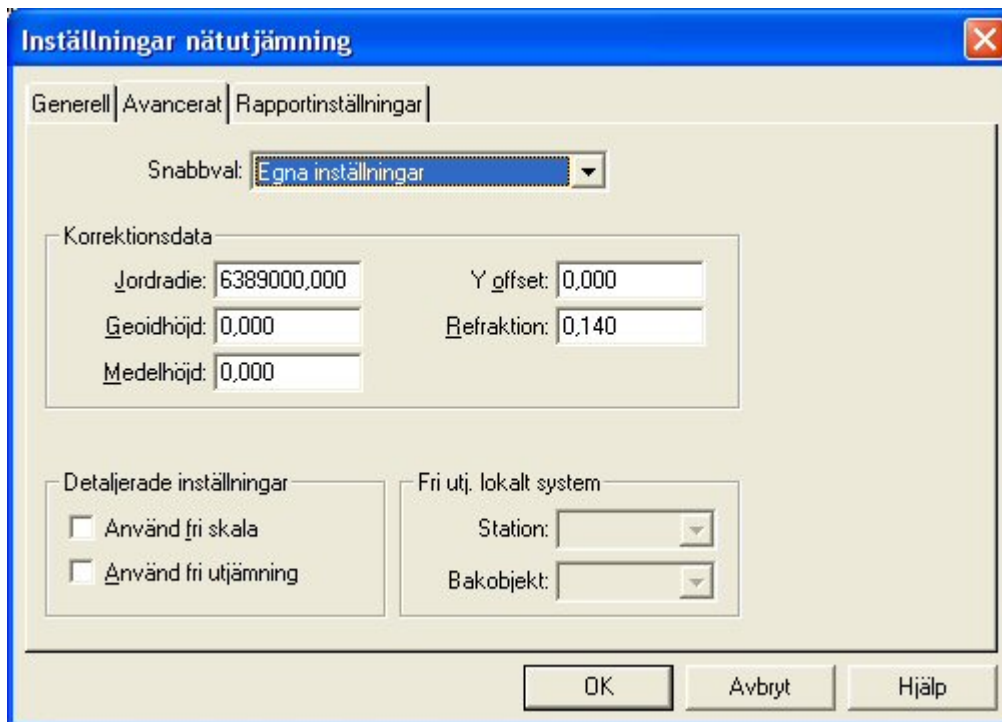 Inställningar nätutjämning
Generell Avancerat Rapportinställningar
Snabbval: Egna inställningar
Korrektionsdata
Jordradie: 6389000,000 Y offset: 0,000
Geoidhöjd: 0,000 Refraktion: 0,140
Medelhöjd: 0,000
Detaljerade inställningar Fri utj. lokalt system
Använd fri skala Station:
Använd fri utjämning Bakobjekt:
OK Avbryt Hjälp